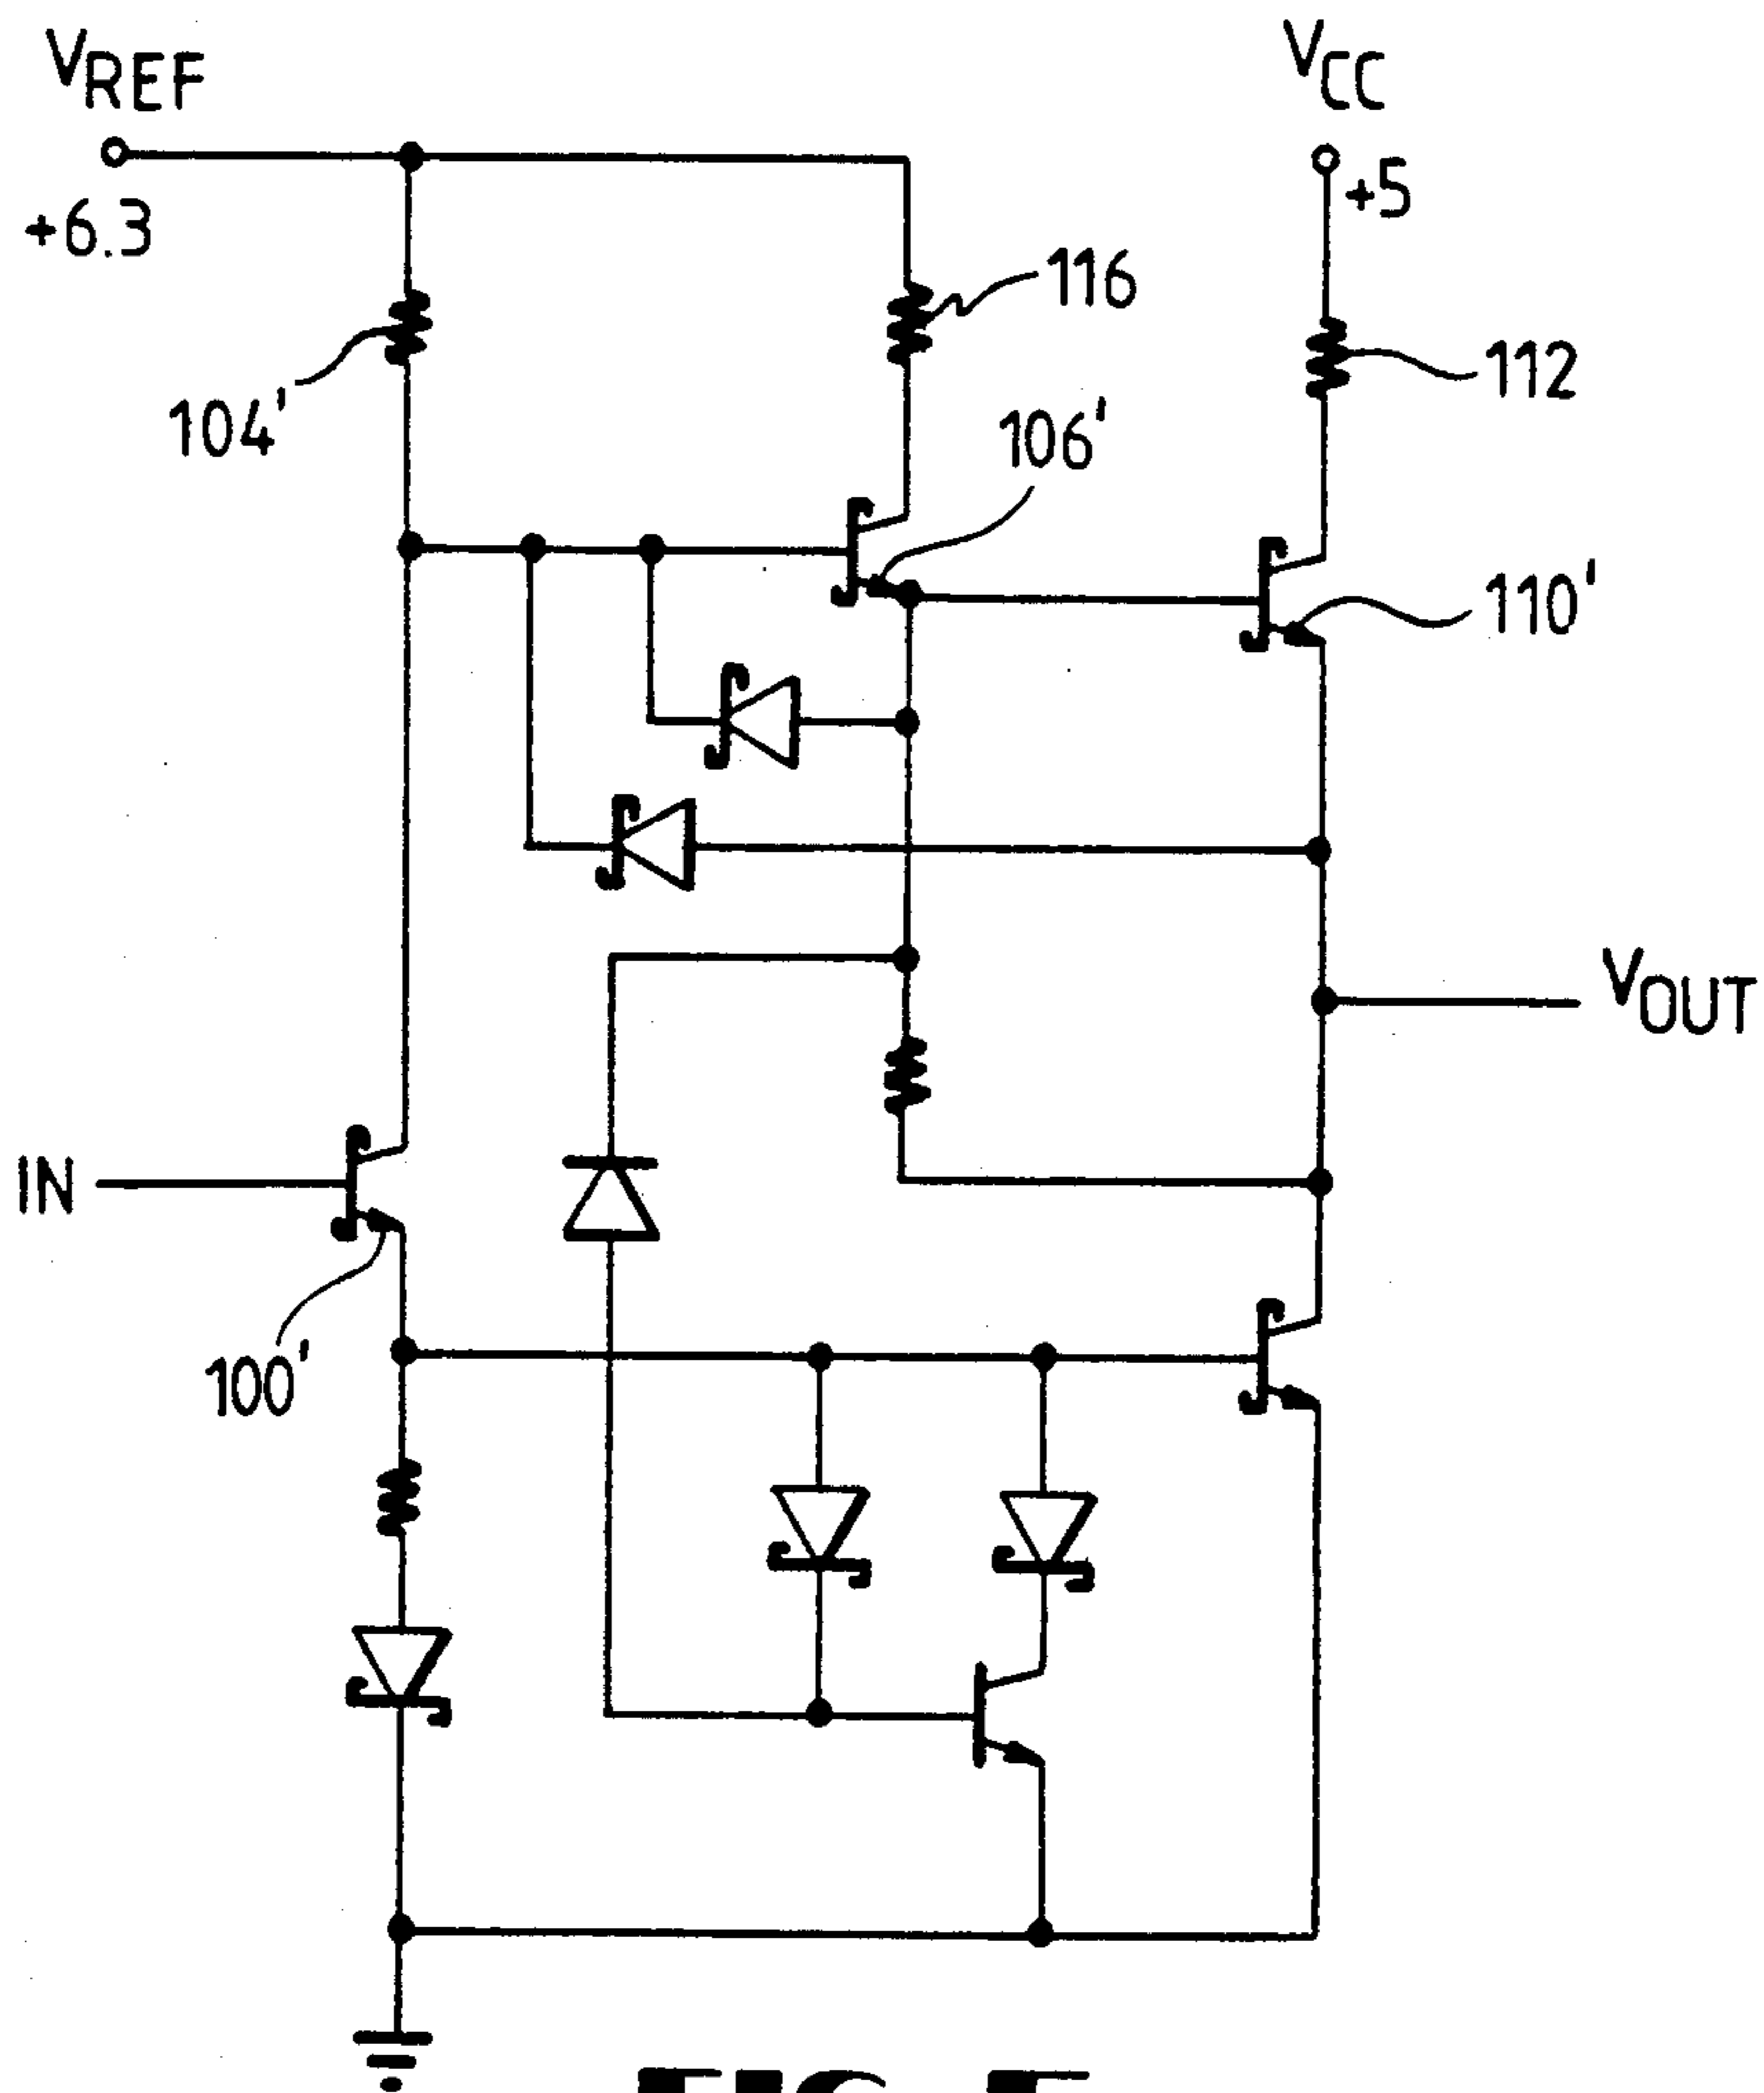 VREF
VCC
+6.3
+5
116
104'
112
106'
110'
VOUT
IN
100'